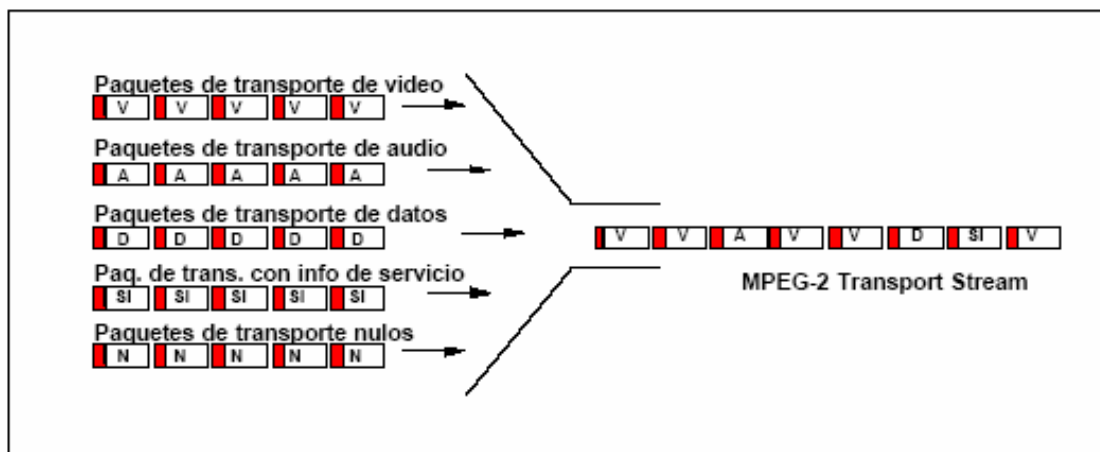 Paquetes de transporte de video
V V V V V
Paquetes de transporte de audio
A A A A A
Paquetes de transporte de datos
D D D D D
V V A V V D SI V
Paq. de trans. con info de servicio
SI SI SI SI SI
MPEG-2 Transport Stream
Paquetes de transporte nulos
N N N N N